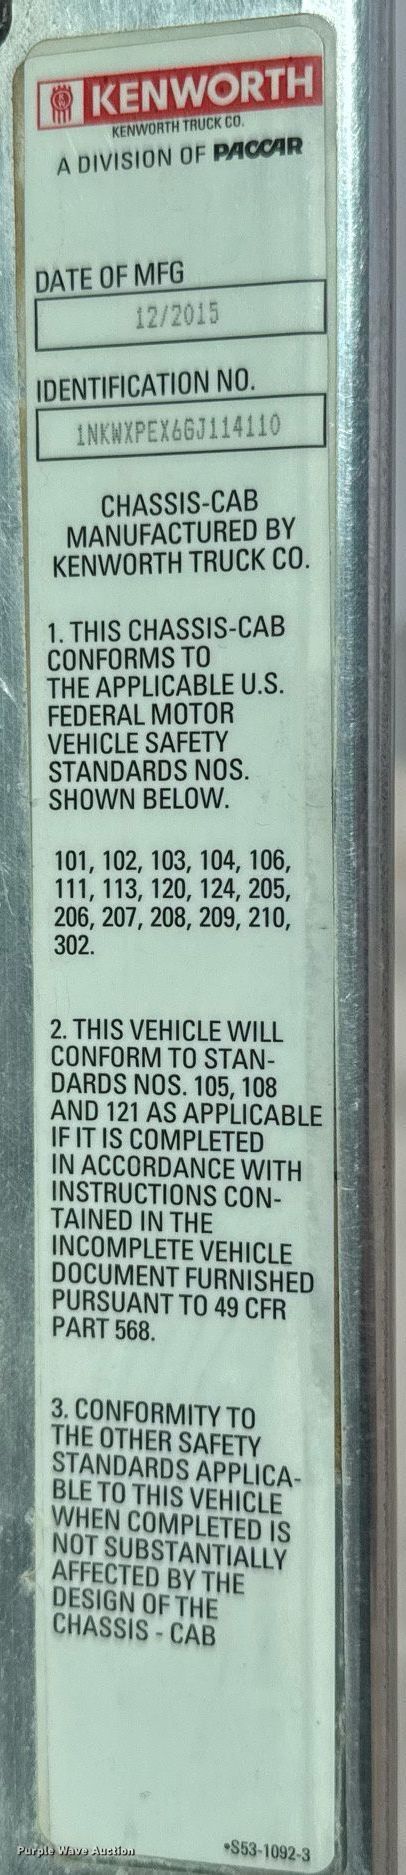 KENWORTH
KENWORTH TRUCK CO.
A DIVISION OF PACCAR
DATE OF MFG
12/2015
IDENTIFICATION NO.
1NKWXPEX6GJ114110
CHASSIS-CAB
MANUFACTURED BY
KENWORTH TRUCK CO.
1. THIS CHASSIS-CAB
CONFORMS TO
THE APPLICABLE U.S.
FEDERAL MOTOR
VEHICLE SAFETY
STANDARDS NOS.
SHOWN BELOW.
101, 102, 103, 104, 106,
111, 113, 120, 124, 205,
206, 207, 208, 209, 210,
302.
2. THIS VEHICLE WILL
CONFORM TO STAN-
DARDS NOS. 105, 108
AND 121 AS APPLICABLE
IF IT IS COMPLETED
IN ACCORDANCE WITH
INSTRUCTIONS CON-
TAINED IN THE
INCOMPLETE VEHICLE
DOCUMENT FURNISHED
PURSUANT TO 49 CFR
PART 568.
3. CONFORMITY TO
THE OTHER SAFETY
STANDARDS APPLICA-
BLE TO THIS VEHICLE
WHEN COMPLETED IS
NOT SUBSTANTIALLY
AFFECTED BY THE
DESIGN OF THE
CHASSIS - CAB
•S53-1092-3
Purple Wave Auction